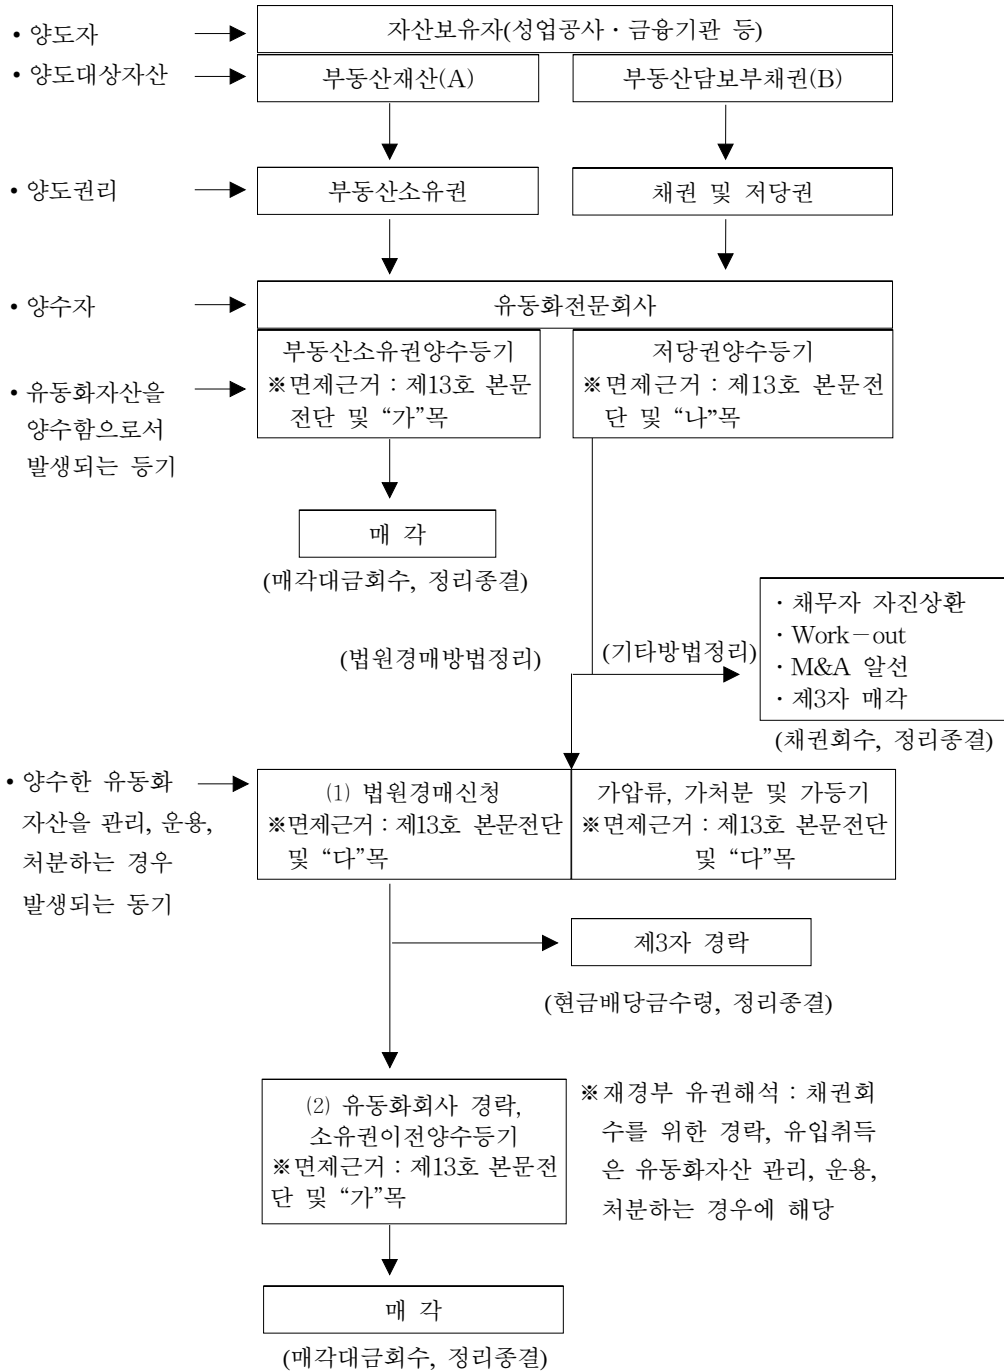 • 양도자
자산보유자(성업공사 · 금융기관 등)
• 양도대상자산
부동산재산(A)
부동산담보부채권(B)
• 양도권리
부동산소유권
채권 및 저당권
• 양수자
유동화전문회사
• 유동화자산을
양수함으로서
발생되는 등기
부동산소유권양수등기
※면제근거 : 제13호 본문
전단 및 “가”목
저당권양수등기
※면제근거 : 제13호 본문전
단 및 “나”목
매 각
(매각대금회수, 정리종결)
(법원경매방법정리)
(기타방법정리)
· 채무자 자진상환
· Work－out
· M&A 알선
· 제3자 매각
(채권회수, 정리종결)
• 양수한 유동화
자산을 관리, 운용,
처분하는 경우
발생되는 동기
⑴ 법원경매신청
※면제근거 : 제13호 본문전단
및 “다”목
가압류, 가처분 및 가등기
※면제근거 : 제13호 본문전단
및 “다”목
제3자 경락
(현금배당금수령, 정리종결)
⑵ 유동화회사 경락,
소유권이전양수등기
※면제근거 : 제13호 본문전
단 및 “가”목
※재경부 유권해석 : 채권회
수를 위한 경락, 유입취득
은 유동화자산 관리, 운용,
처분하는 경우에 해당
매 각
(매각대금회수, 정리종결)